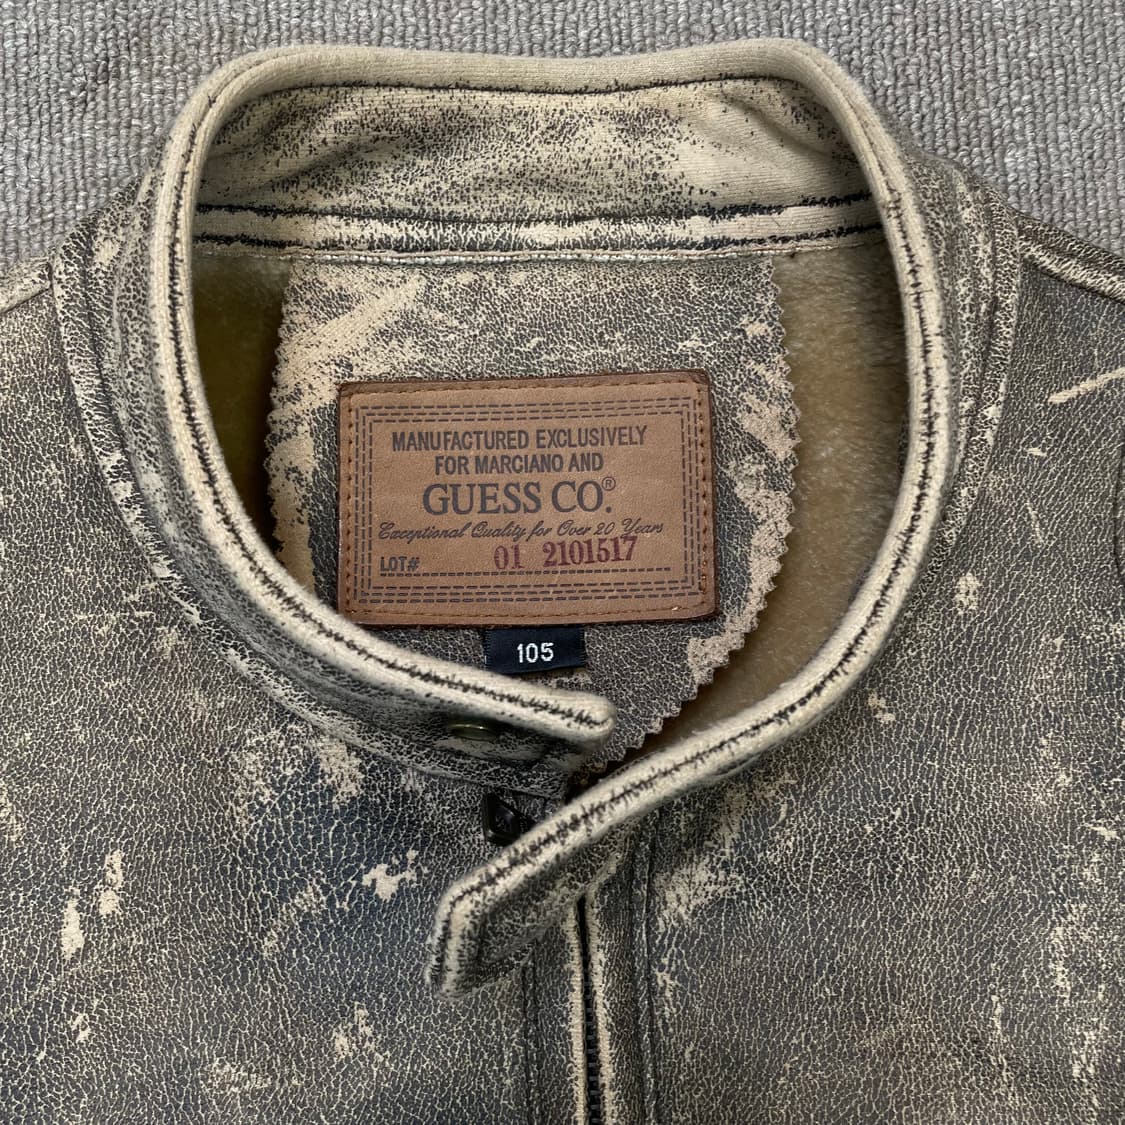 MANUFACTURED EXCLUSIVELY
FOR MARCIANO AND
GUESS CO.®
Exceptional Quality for Over 20 Years
LOT# 01 2101517
105